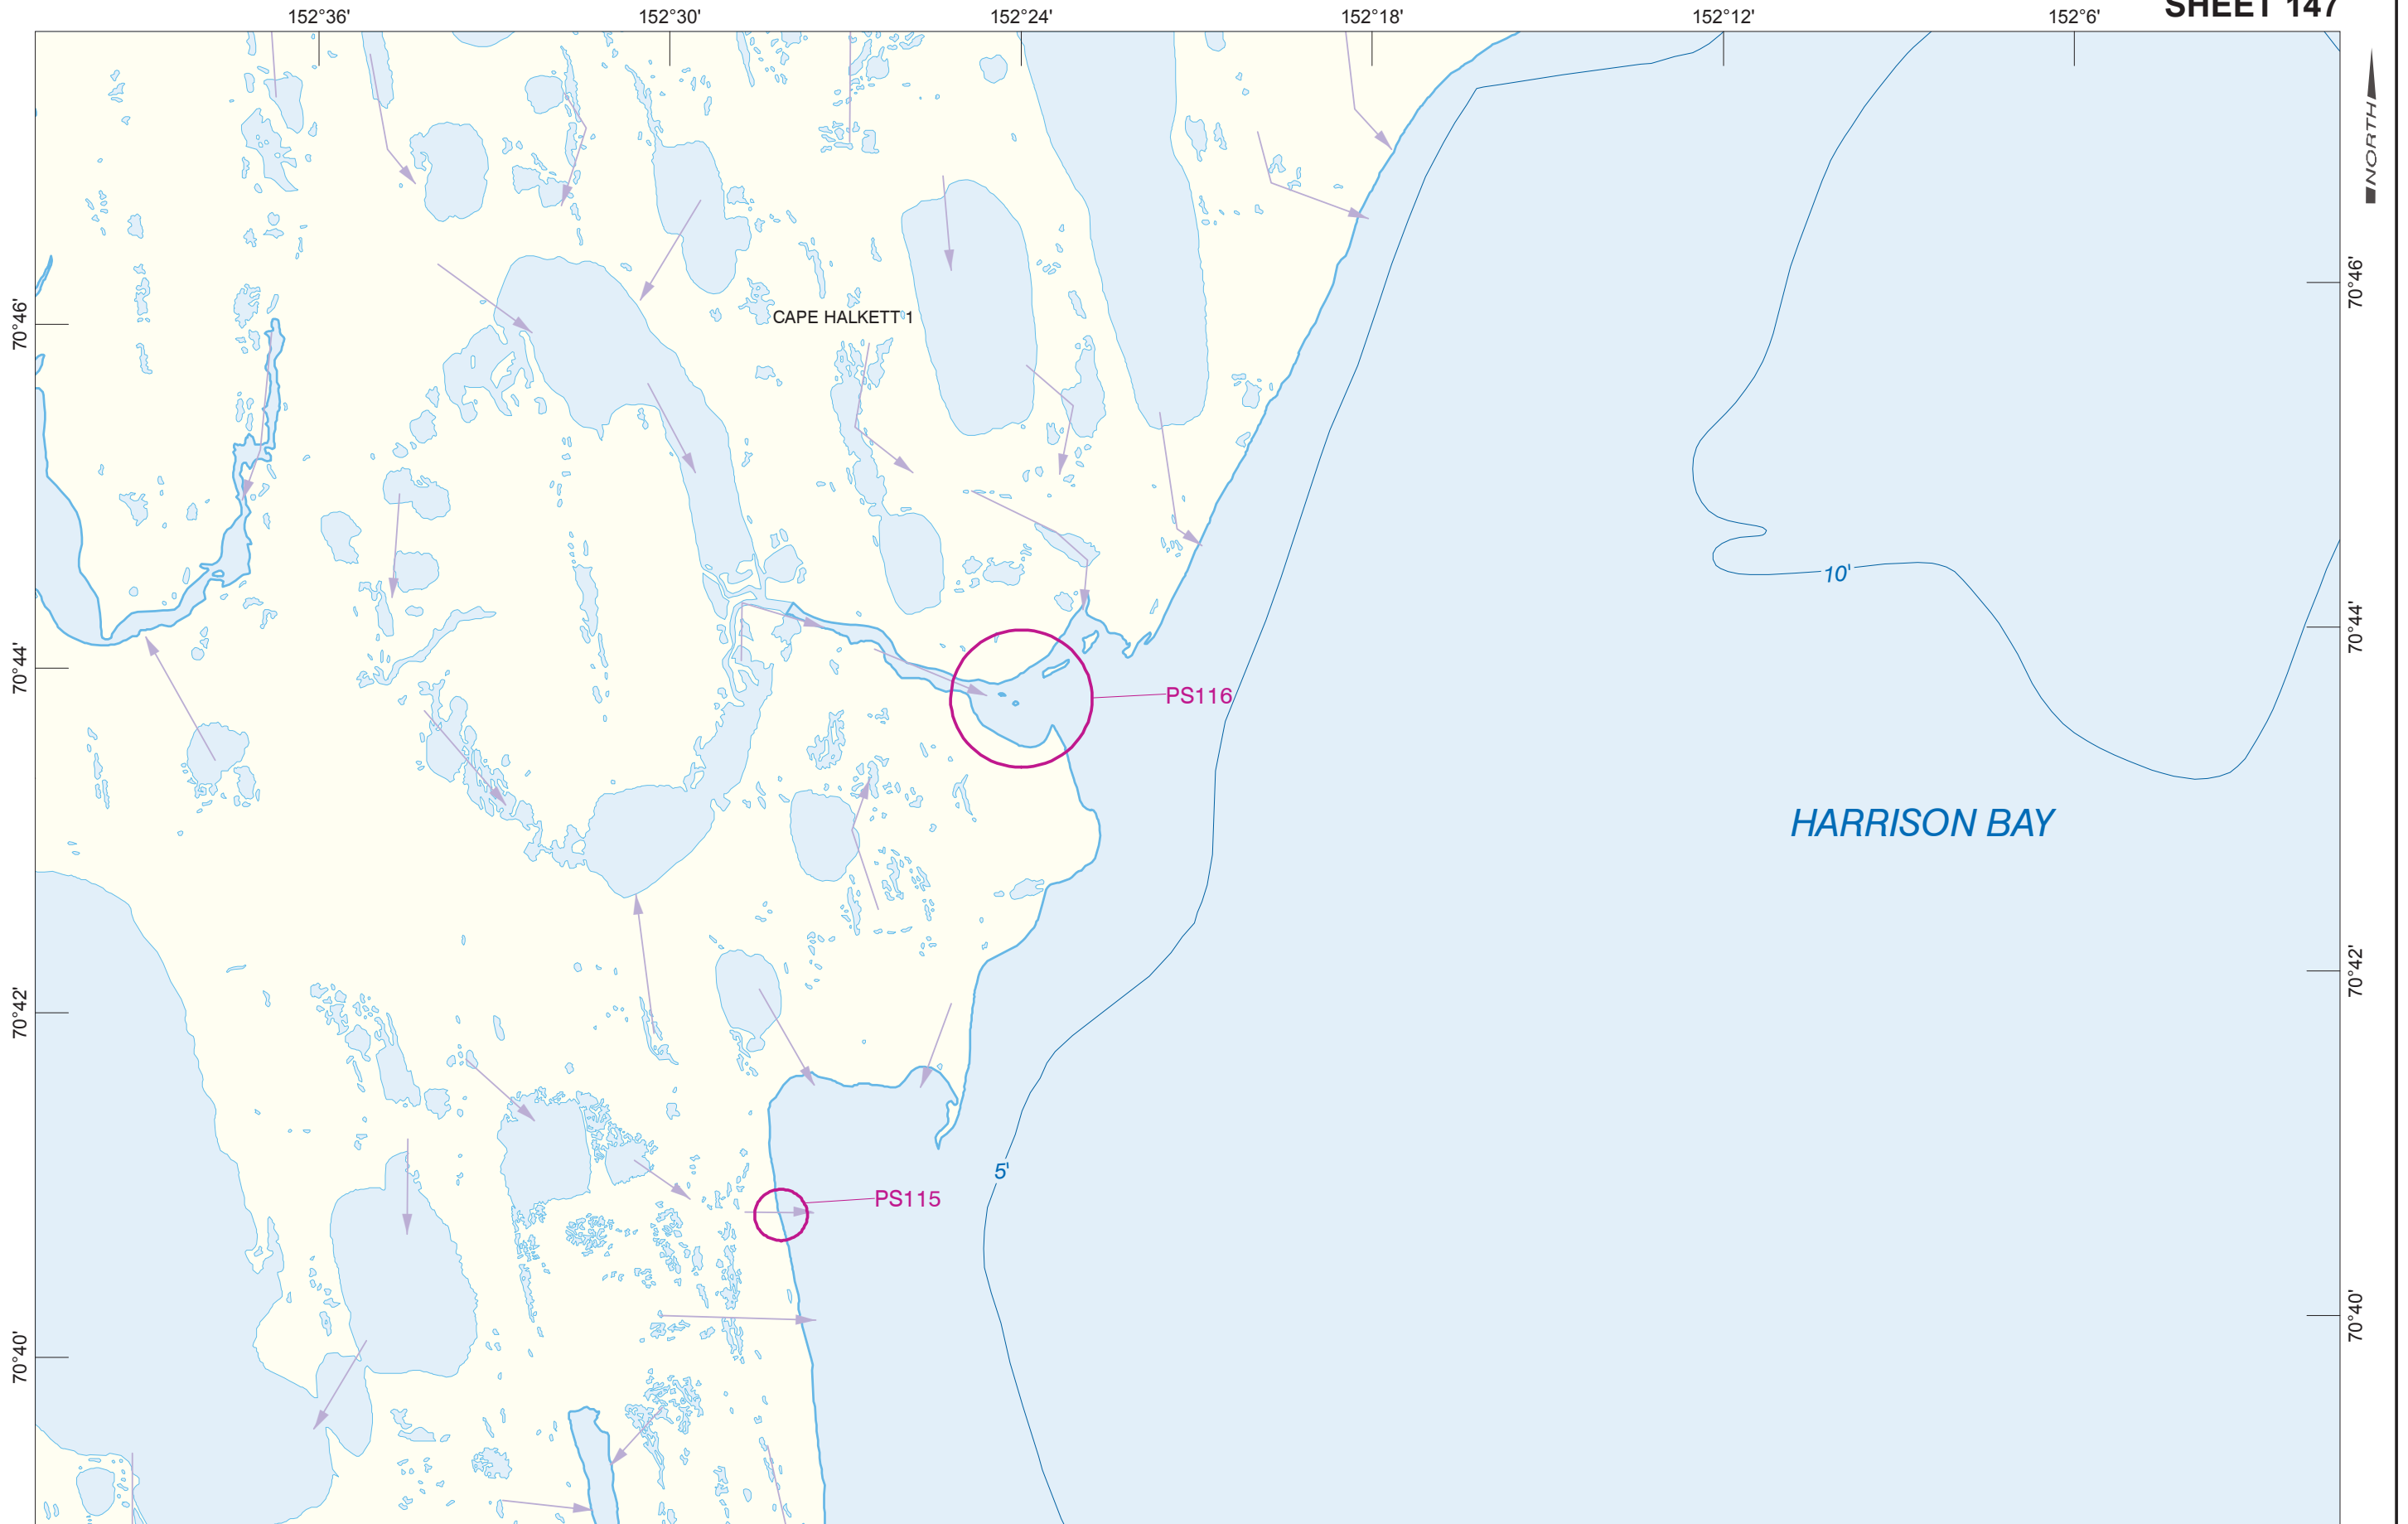 SHEET 147
152°36' 152°30' 152°24' 152°18' 152°12' 152°6'
NORTH
70°46'
70°46'
CAPE HALKETT 1
10'
70°44'
70°44'
PS116
HARRISON BAY
70°42'
70°42'
5'
PS115
70°40'
70°40'